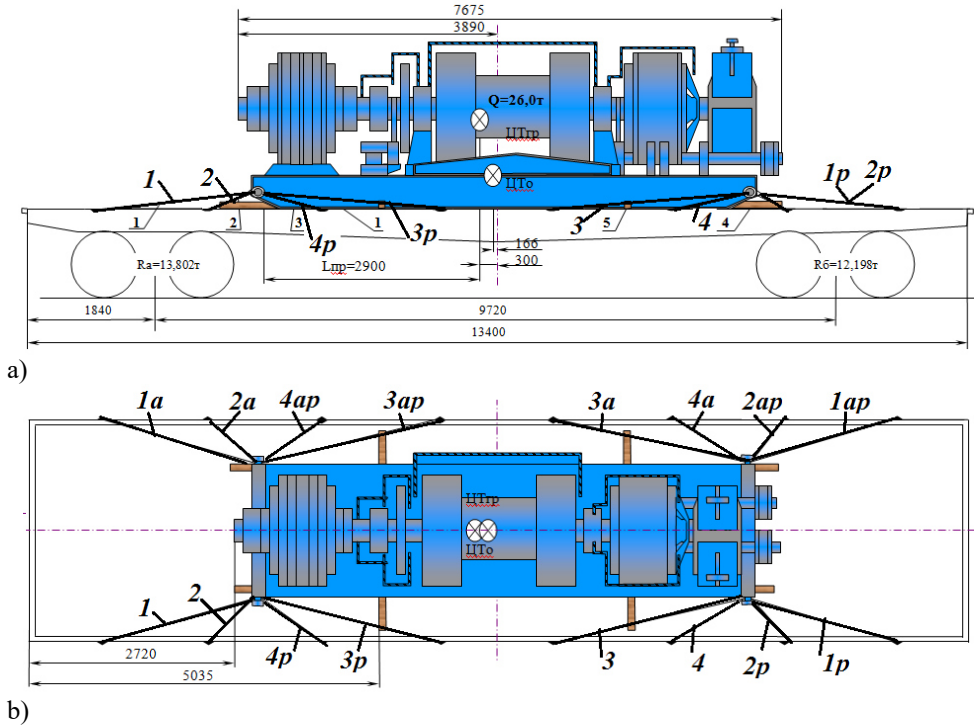 7675
3890
Q=26,0т
ЦТгр
ЦТо
1
2
1р
2р
1
2
3
4р
1
3р
3
5
4
4
166
300
Lпр=2900
Rа=13,802т
Rб=12,198т
1840
9720
13400
а)
1а
2а
4ар
3ар
3а
4а
2ар
1ар
ЦТгр
ЦТо
1
2
4р
3р
3
4
2р
1р
2720
5035
b)